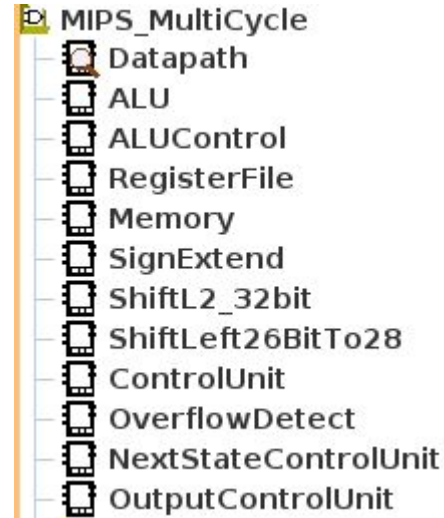 MIPS_MultiCycle
Datapath
ALU
ALUControl
RegisterFile
Memory
SignExtend
ShiftL2_32bit
ShiftLeft26BitTo28
ControlUnit
OverflowDetect
NextStateControlUnit
OutputControlUnit